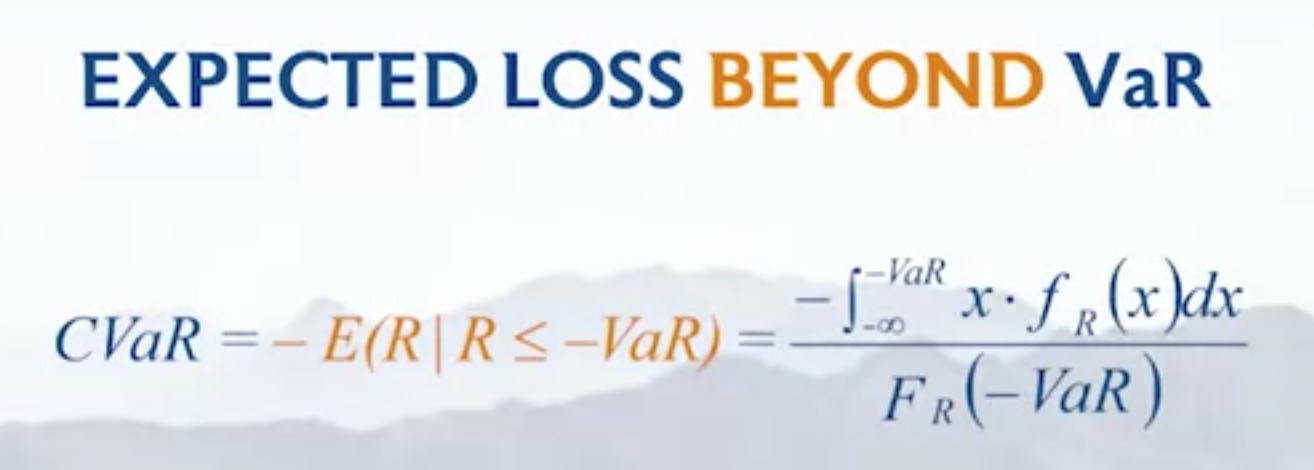 EXPECTED LOSS BEYOND VaR
CVaR = – E(R | R ≤ –VaR) = –∫_{-∞}^{–VaR} x · f_R(x)dx / F_R(–VaR)